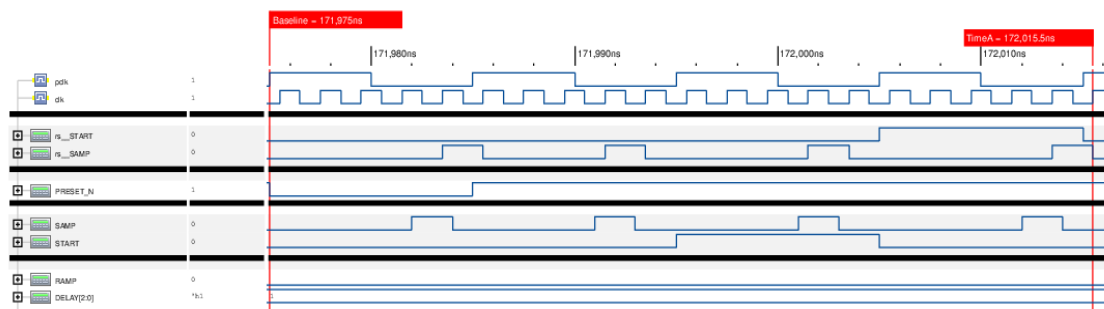 Baseline = 171,975ns
TimeA = 172,015.5ns
171,980ns 171,990ns 172,000ns 172,010ns
pclk 1
clk 1
rs__START 0
rs__SAMP 0
PRESET_N 1
SAMP 0
START 0
RAMP 0
DELAY[2:0] 'h1 1